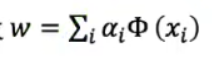 w = ∑ᵢ αᵢΦ (xᵢ)